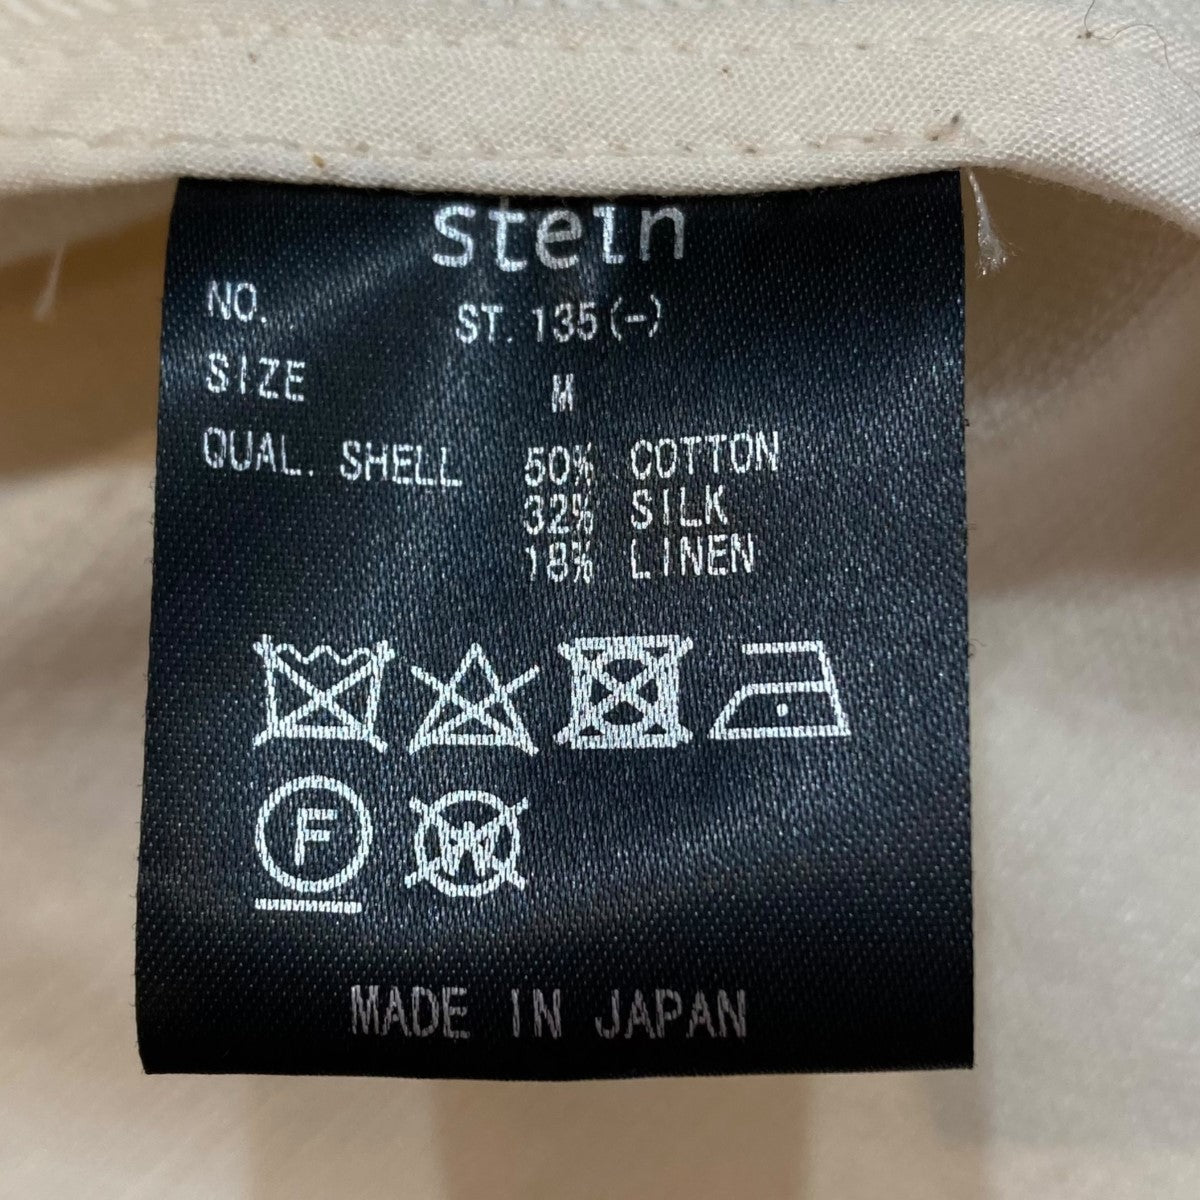 stein
NO. ST. 135(-)
SIZE M
QUAL. SHELL 50% COTTON
32% SILK
18% LINEN
F
W
MADE IN JAPAN